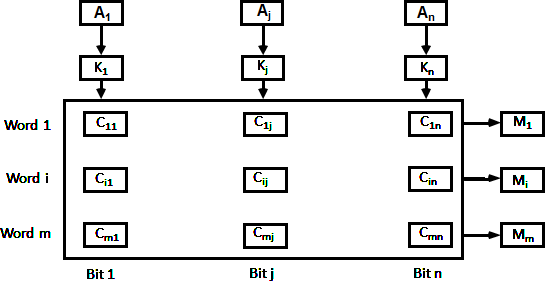 A1 Aj An
K1 Kj Kn
Word 1 C11 C1j C1n M1
Word i Ci1 Cij Cin Mi
Word m Cm1 Cmj Cmn Mm
Bit 1 Bit j Bit n